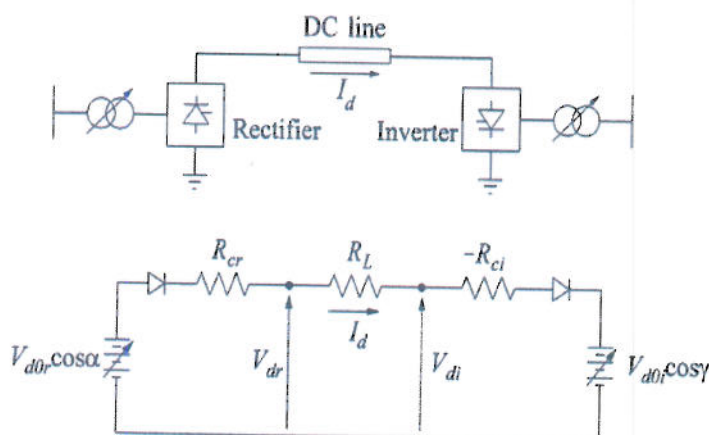 DC line
I_d
Rectifier
Inverter
R_cr
R_L
-R_ci
I_d
V_d0r cosα
V_dr
V_di
V_d0i cosγ